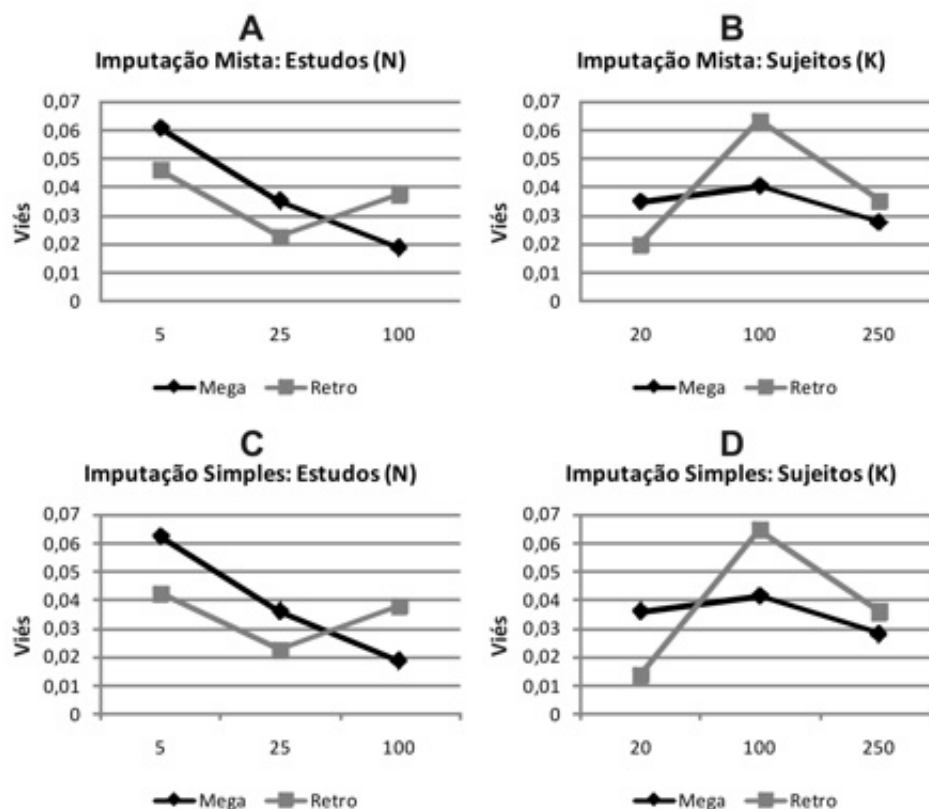 A
Imputação Mista: Estudos (N)
0,07
0,06
0,05
0,04
0,03
0,02
0,01
0
Viés
5 25 100
Mega Retro
B
Imputação Mista: Sujeitos (K)
0,07
0,06
0,05
0,04
0,03
0,02
0,01
0
Viés
20 100 250
Mega Retro
C
Imputação Simples: Estudos (N)
0,07
0,06
0,05
0,04
0,03
0,02
0,01
0
Viés
5 25 100
Mega Retro
D
Imputação Simples: Sujeitos (K)
0,07
0,06
0,05
0,04
0,03
0,02
0,01
0
Viés
20 100 250
Mega Retro